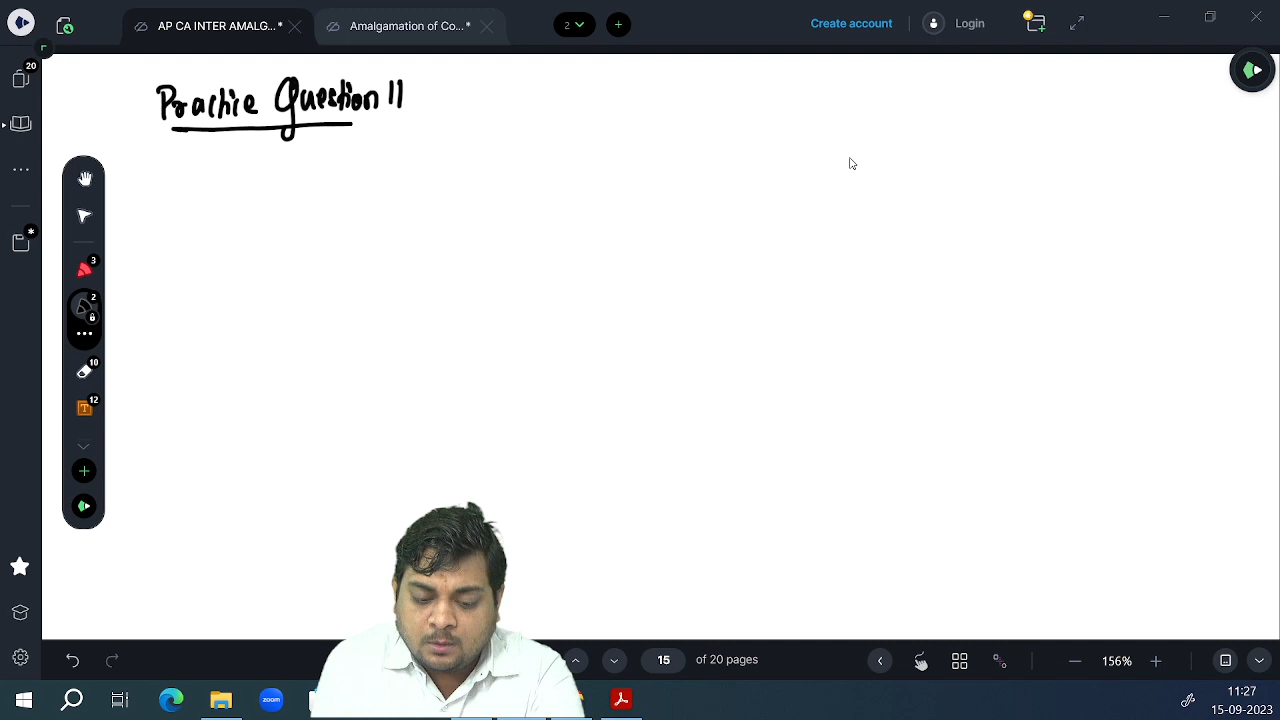 AP CA INTER AMALG...*
Amalgamation of Co...*
2
Create account
Login
20
Practice Question 11
3
2
10
12
T
zoom
15
of 20 pages
156%
11:27
15-09-2023